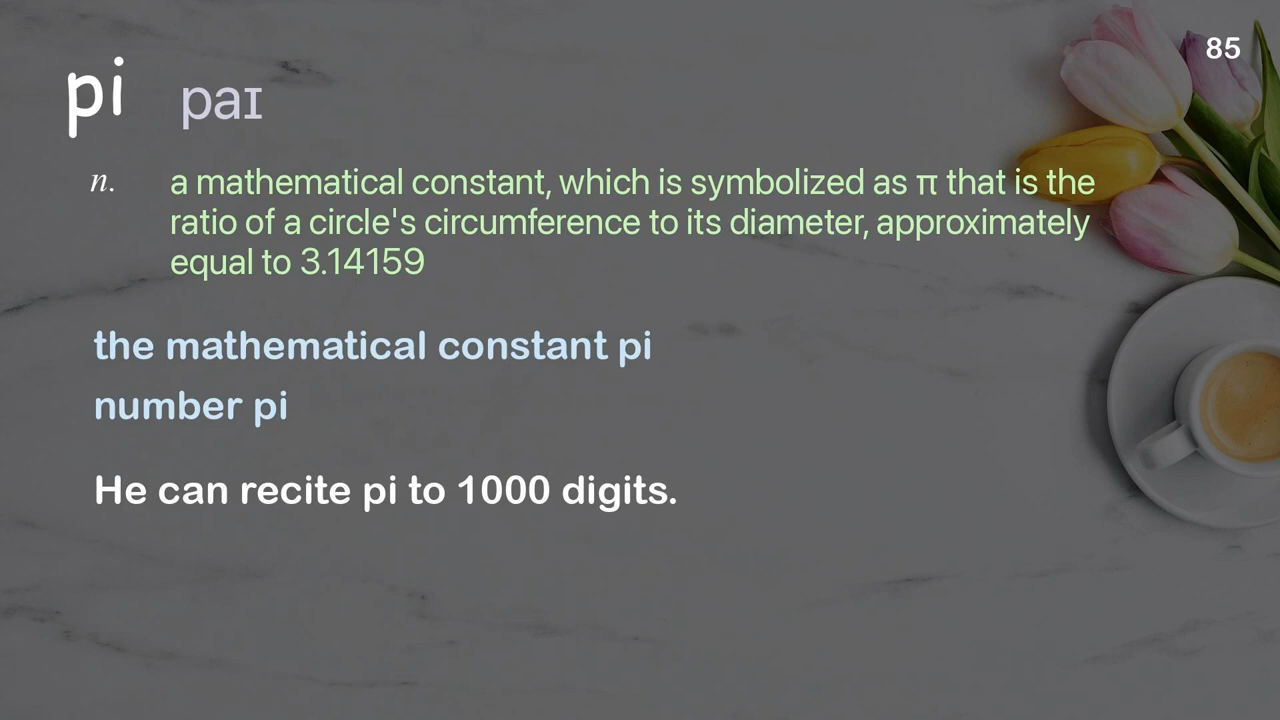 85
pi paɪ
n. a mathematical constant, which is symbolized as π that is the
ratio of a circle's circumference to its diameter, approximately
equal to 3.14159
the mathematical constant pi
number pi
He can recite pi to 1000 digits.